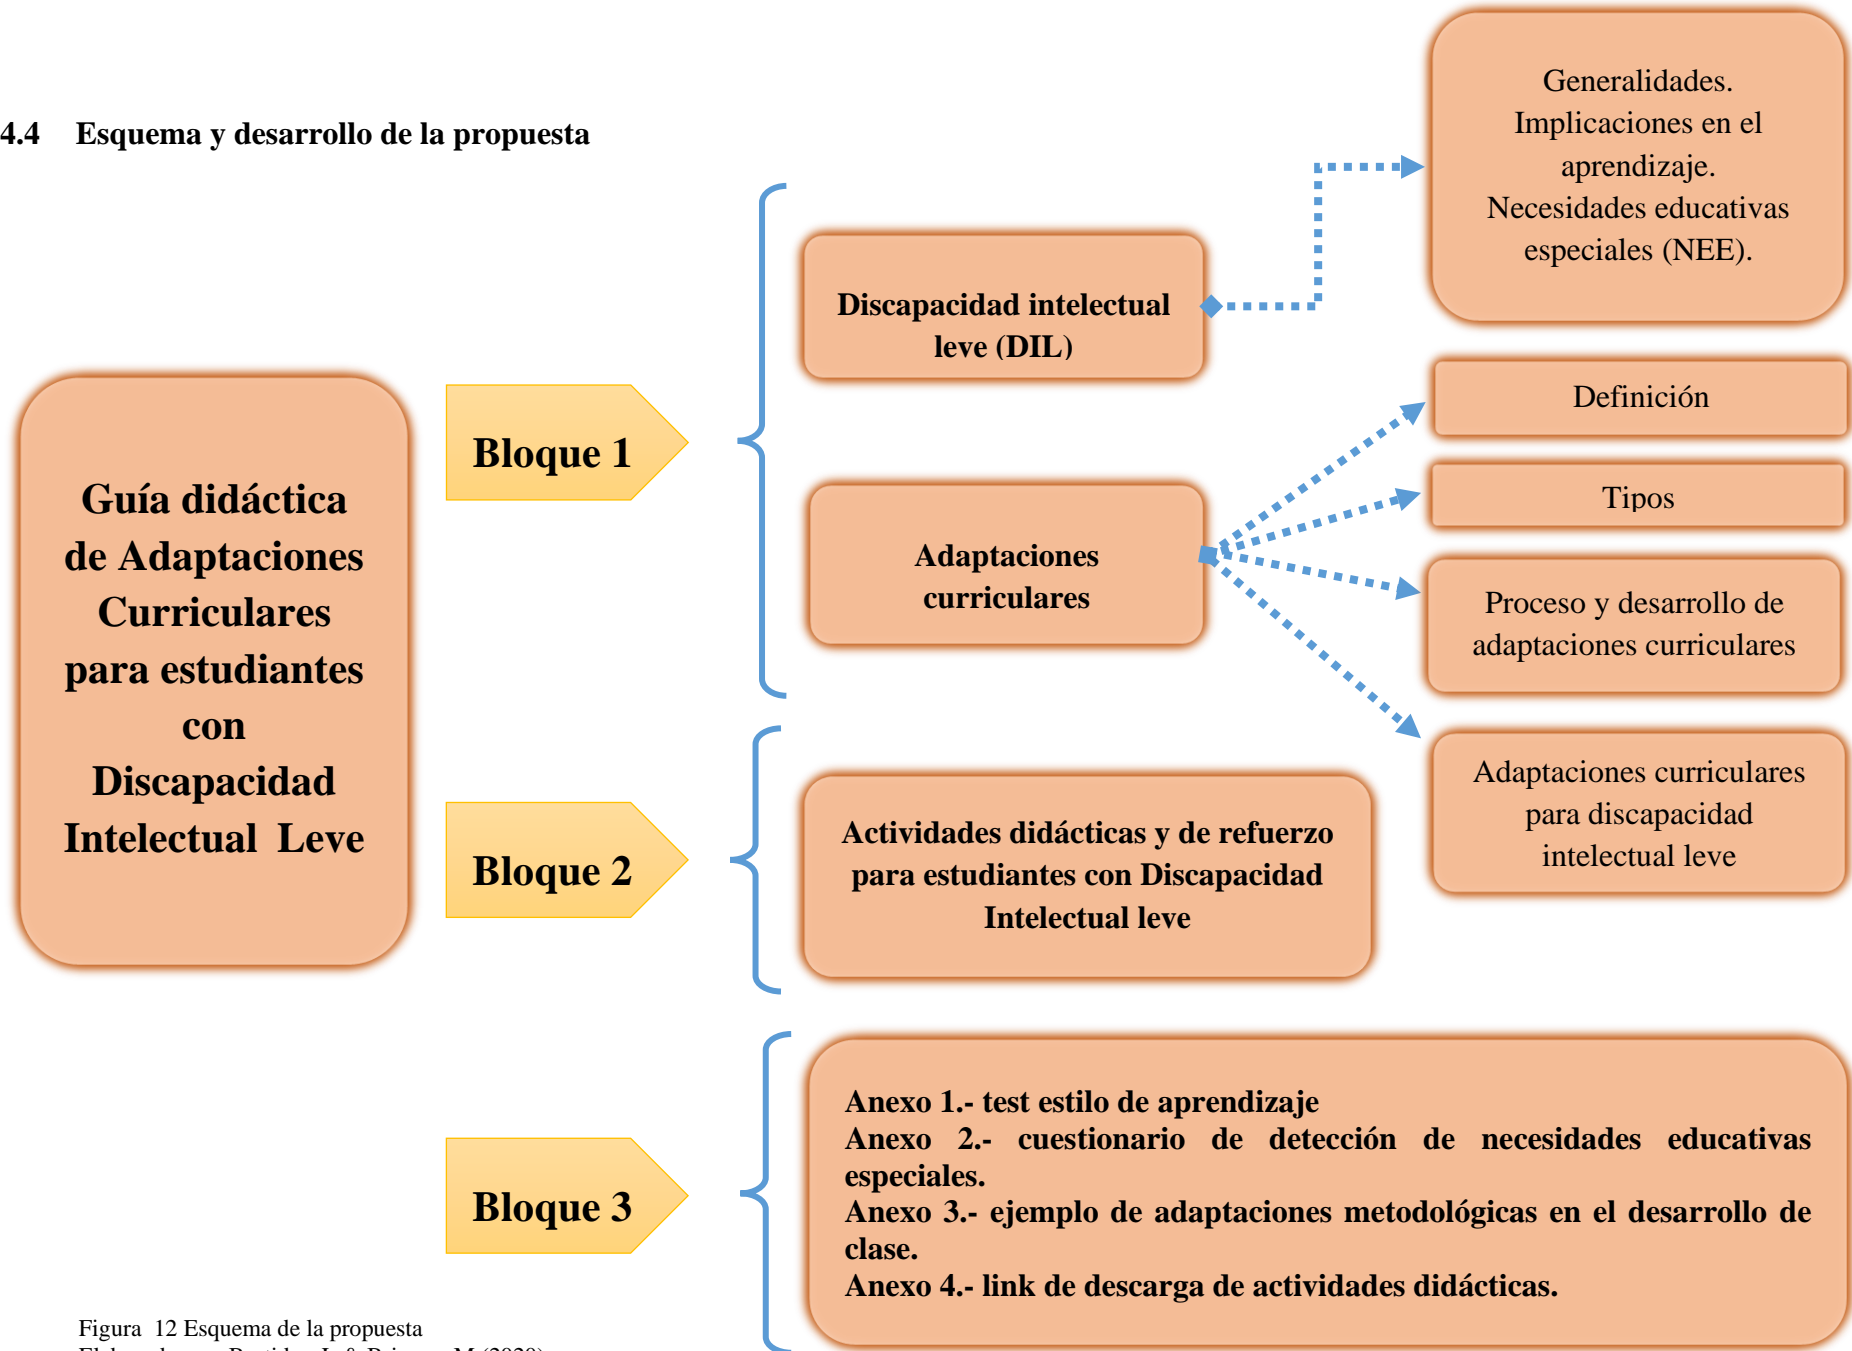 4.4 Esquema y desarrollo de la propuesta
Guía didáctica
de Adaptaciones
Curriculares
para estudiantes
con
Discapacidad
Intelectual Leve
Bloque 1
Discapacidad intelectual
leve (DIL)
Generalidades.
Implicaciones en el
aprendizaje.
Necesidades educativas
especiales (NEE).
Adaptaciones
curriculares
Definición
Tipos
Proceso y desarrollo de
adaptaciones curriculares
Adaptaciones curriculares
para discapacidad
intelectual leve
Bloque 2
Actividades didácticas y de refuerzo
para estudiantes con Discapacidad
Intelectual leve
Bloque 3
Anexo 1.- test estilo de aprendizaje
Anexo 2.- cuestionario de detección de necesidades educativas
especiales.
Anexo 3.- ejemplo de adaptaciones metodológicas en el desarrollo de
clase.
Anexo 4.- link de descarga de actividades didácticas.
Figura 12 Esquema de la propuesta